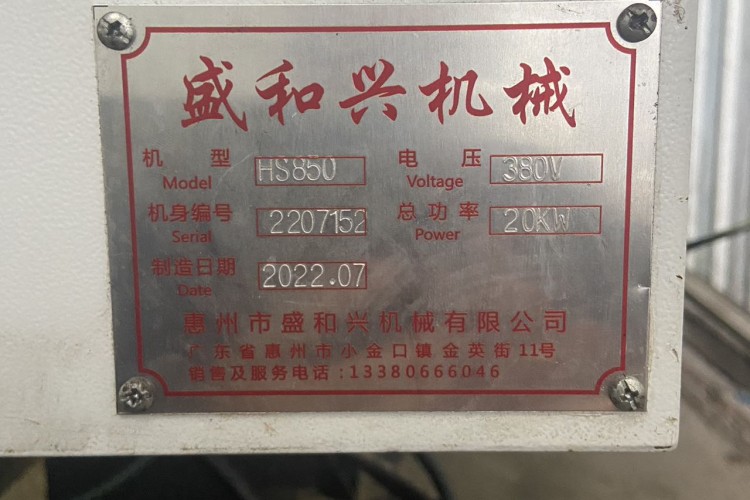 盛和兴机械
机型 HS850 电压 380V
Model Voltage
机身编号 2207152 总功率 20KW
Serial Power
制造日期 2022.07
Date
惠州市盛和兴机械有限公司
广东省惠州市小金口镇金英街11号
销售及服务电话：13380666046